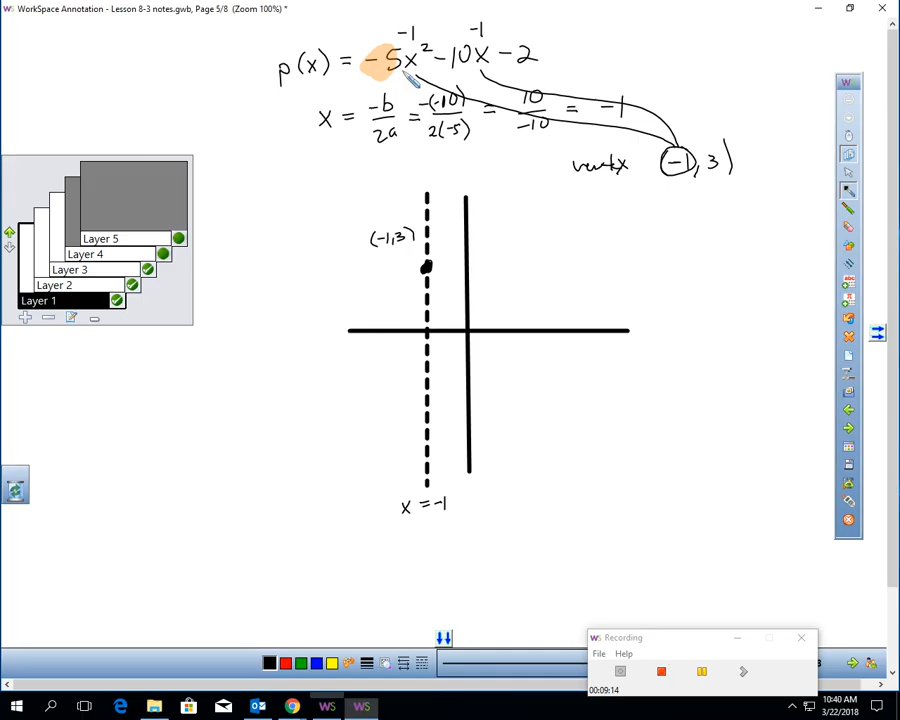 WorkSpace Annotation - Lesson 8-3 notes.gwb, Page 5/8 (Zoom 100%) *
-1 -1
p(x) = -5x² -10x -2
x = -b/2a = -(-10)/2(-5) = 10/-10 = -1
vertex (-1, 3)
Layer 5
Layer 4
Layer 3
Layer 2
Layer 1
(-1,3)
x = -1
Recording
File Help
00:09:14
10:40 AM
3/22/2018